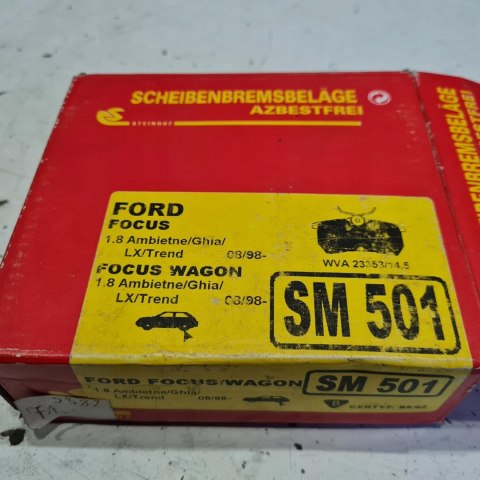 SCHEIBENBREMSBELÄGE
AZBESTFREI
STEINHOF
FORD
FOCUS
1.8 Ambietne/Ghia/
LX/Trend 08/98-
FOCUS WAGON
1.8 Ambietne/Ghia/
LX/Trend 08/98-
WVA 23353/14,5
SM 501
FORD FOCUS/WAGON
1.8 Ambietne/Ghia/
LX/Trend 08/98-
SM 501
B